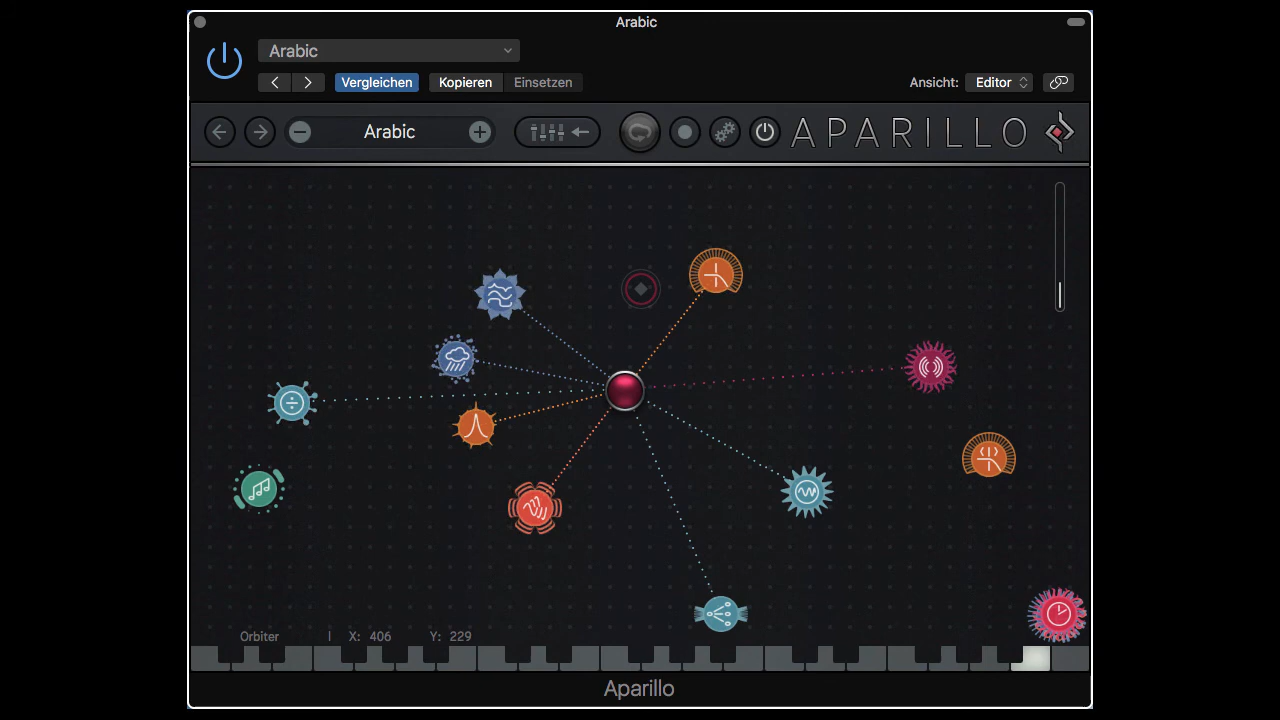 Arabic
Arabic
Vergleichen Kopieren Einsetzen Ansicht: Editor
Arabic APARILLO
Orbiter X: 406 Y: 229
Aparillo